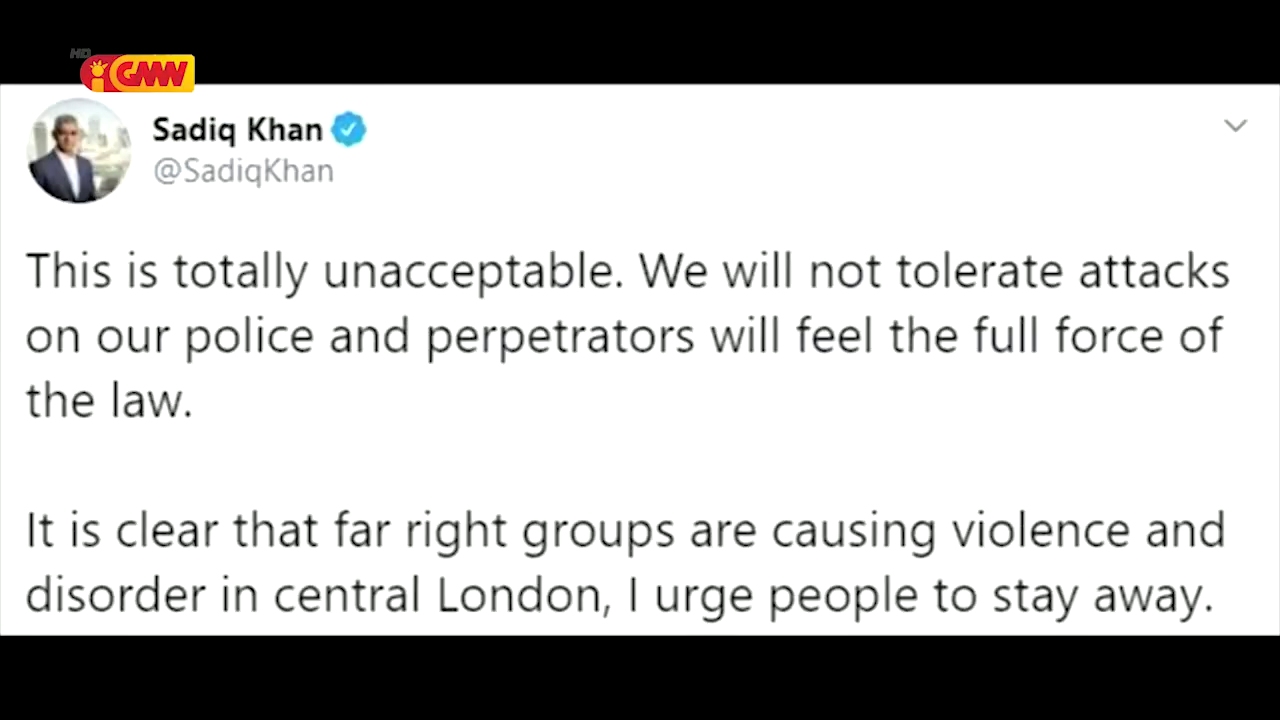 HD
iGMW
Sadiq Khan
@SadiqKhan
This is totally unacceptable. We will not tolerate attacks
on our police and perpetrators will feel the full force of
the law.
It is clear that far right groups are causing violence and
disorder in central London, I urge people to stay away.